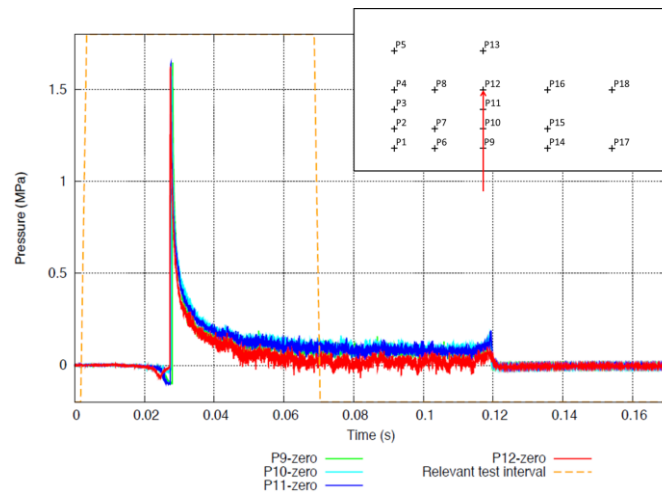 P5 P13
P4 P8 P12 P16 P18
P3 P11
P2 P7 P10 P15
P1 P6 P9 P14 P17
Pressure (MPa)
1.5
1
0.5
0
0 0.02 0.04 0.06 0.08 0.1 0.12 0.14 0.16
Time (s)
P9-zero P12-zero
P10-zero Relevant test interval
P11-zero